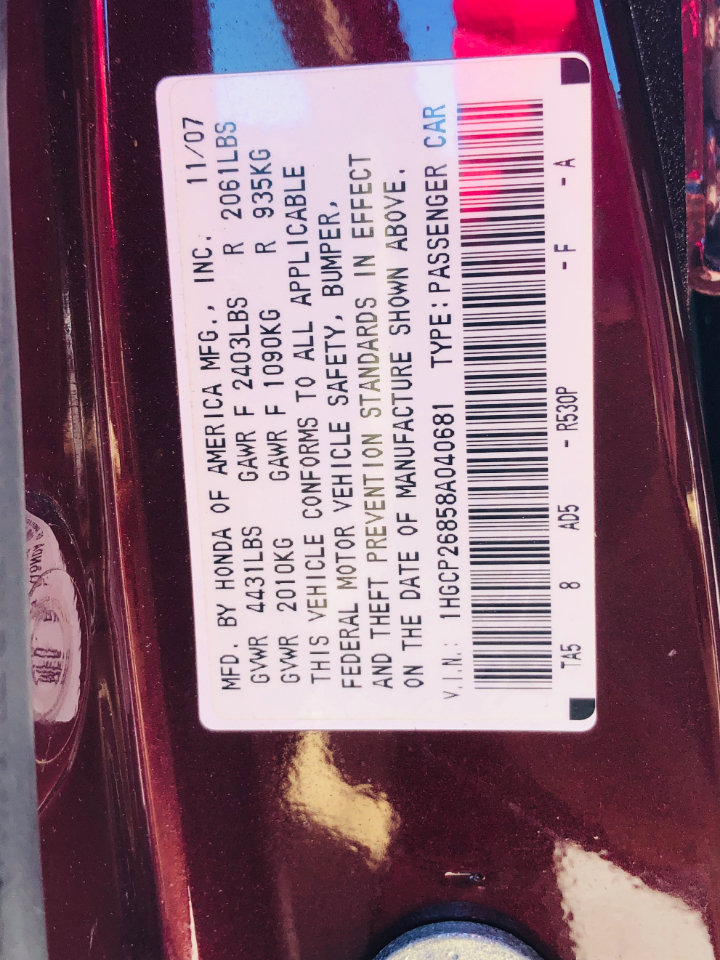 MFD. BY HONDA OF AMERICA MFG., INC. 11/07
GVWR 4431LBS GAWR F 2403LBS R 2061LBS
GVWR 2010KG GAWR F 1090KG R 935KG
THIS VEHICLE CONFORMS TO ALL APPLICABLE
FEDERAL MOTOR VEHICLE SAFETY, BUMPER,
AND THEFT PREVENTION STANDARDS IN EFFECT
ON THE DATE OF MANUFACTURE SHOWN ABOVE.
V.I.N.: 1HGCP26858A040681 TYPE: PASSENGER CAR
TA5 8 AD5 - R530P - F - A